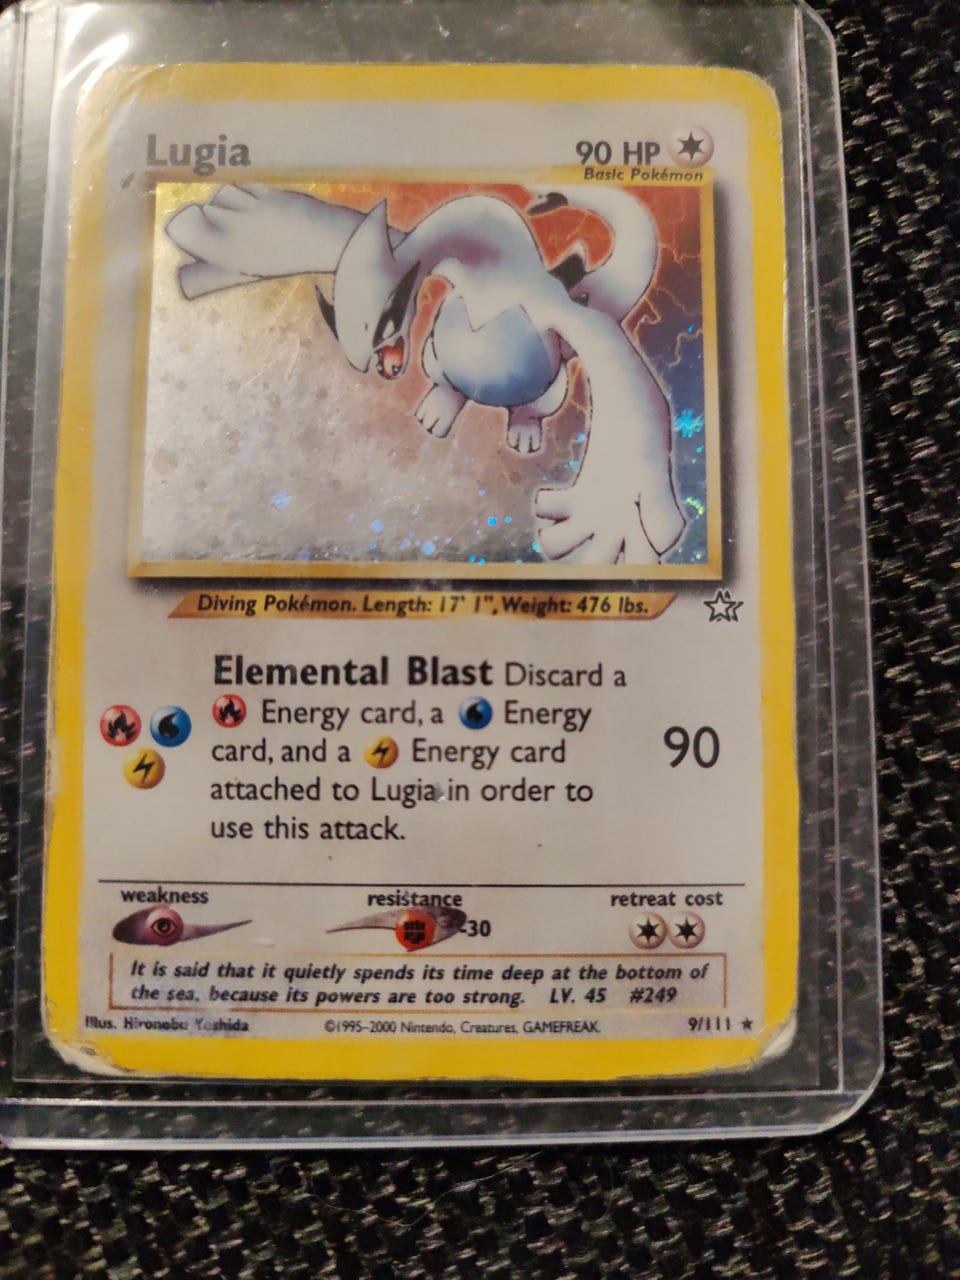 Lugia
90 HP
Basic Pokémon
Diving Pokémon. Length: 17' 1", Weight: 476 lbs.
Elemental Blast Discard a
Energy card, a Energy
card, and a Energy card
attached to Lugia in order to
use this attack.
90
weakness
resistance
retreat cost
-30
It is said that it quietly spends its time deep at the bottom of
the sea, because its powers are too strong. LV. 45 #249
Illus. Hironobu Yoshida
©1995-2000 Nintendo, Creatures, GAMEFREAK.
9/111 ★